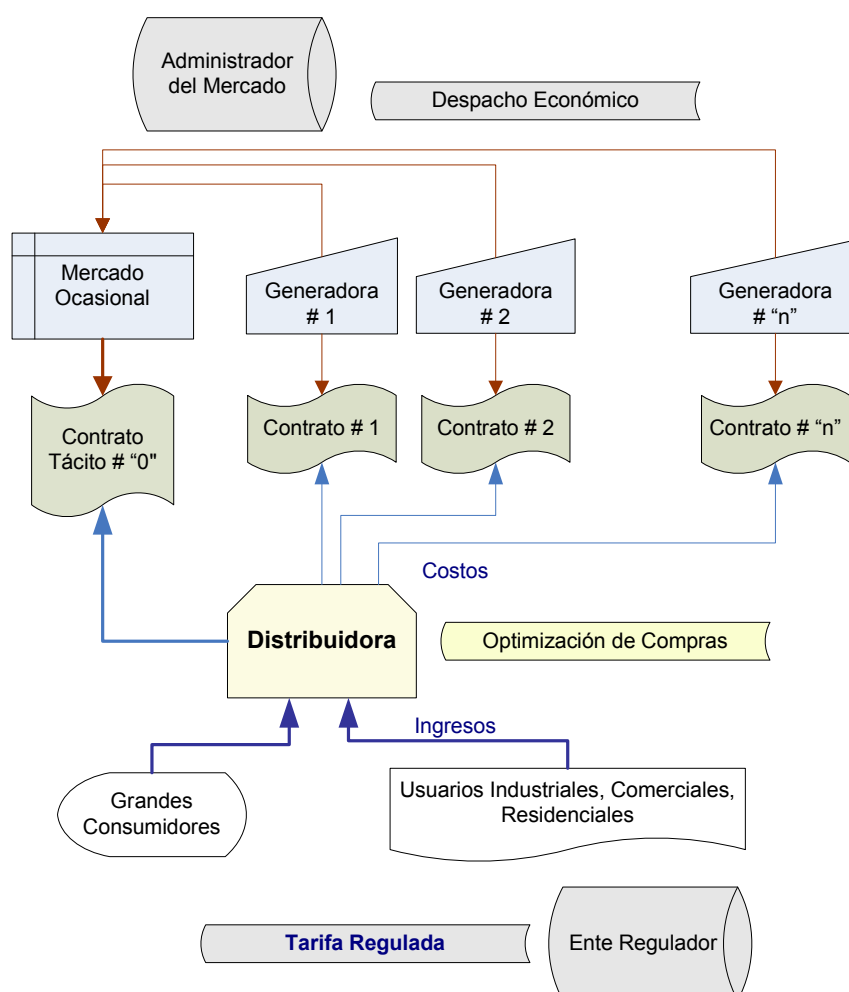 Administrador
del Mercado
Despacho Económico
Mercado
Ocasional
Generadora
# 1
Generadora
# 2
Generadora
# “n”
Contrato
Tácito # “0"
Contrato # 1
Contrato # 2
Contrato # “n”
Costos
Distribuidora
Optimización de Compras
Ingresos
Grandes
Consumidores
Usuarios Industriales, Comerciales,
Residenciales
Tarifa Regulada
Ente Regulador